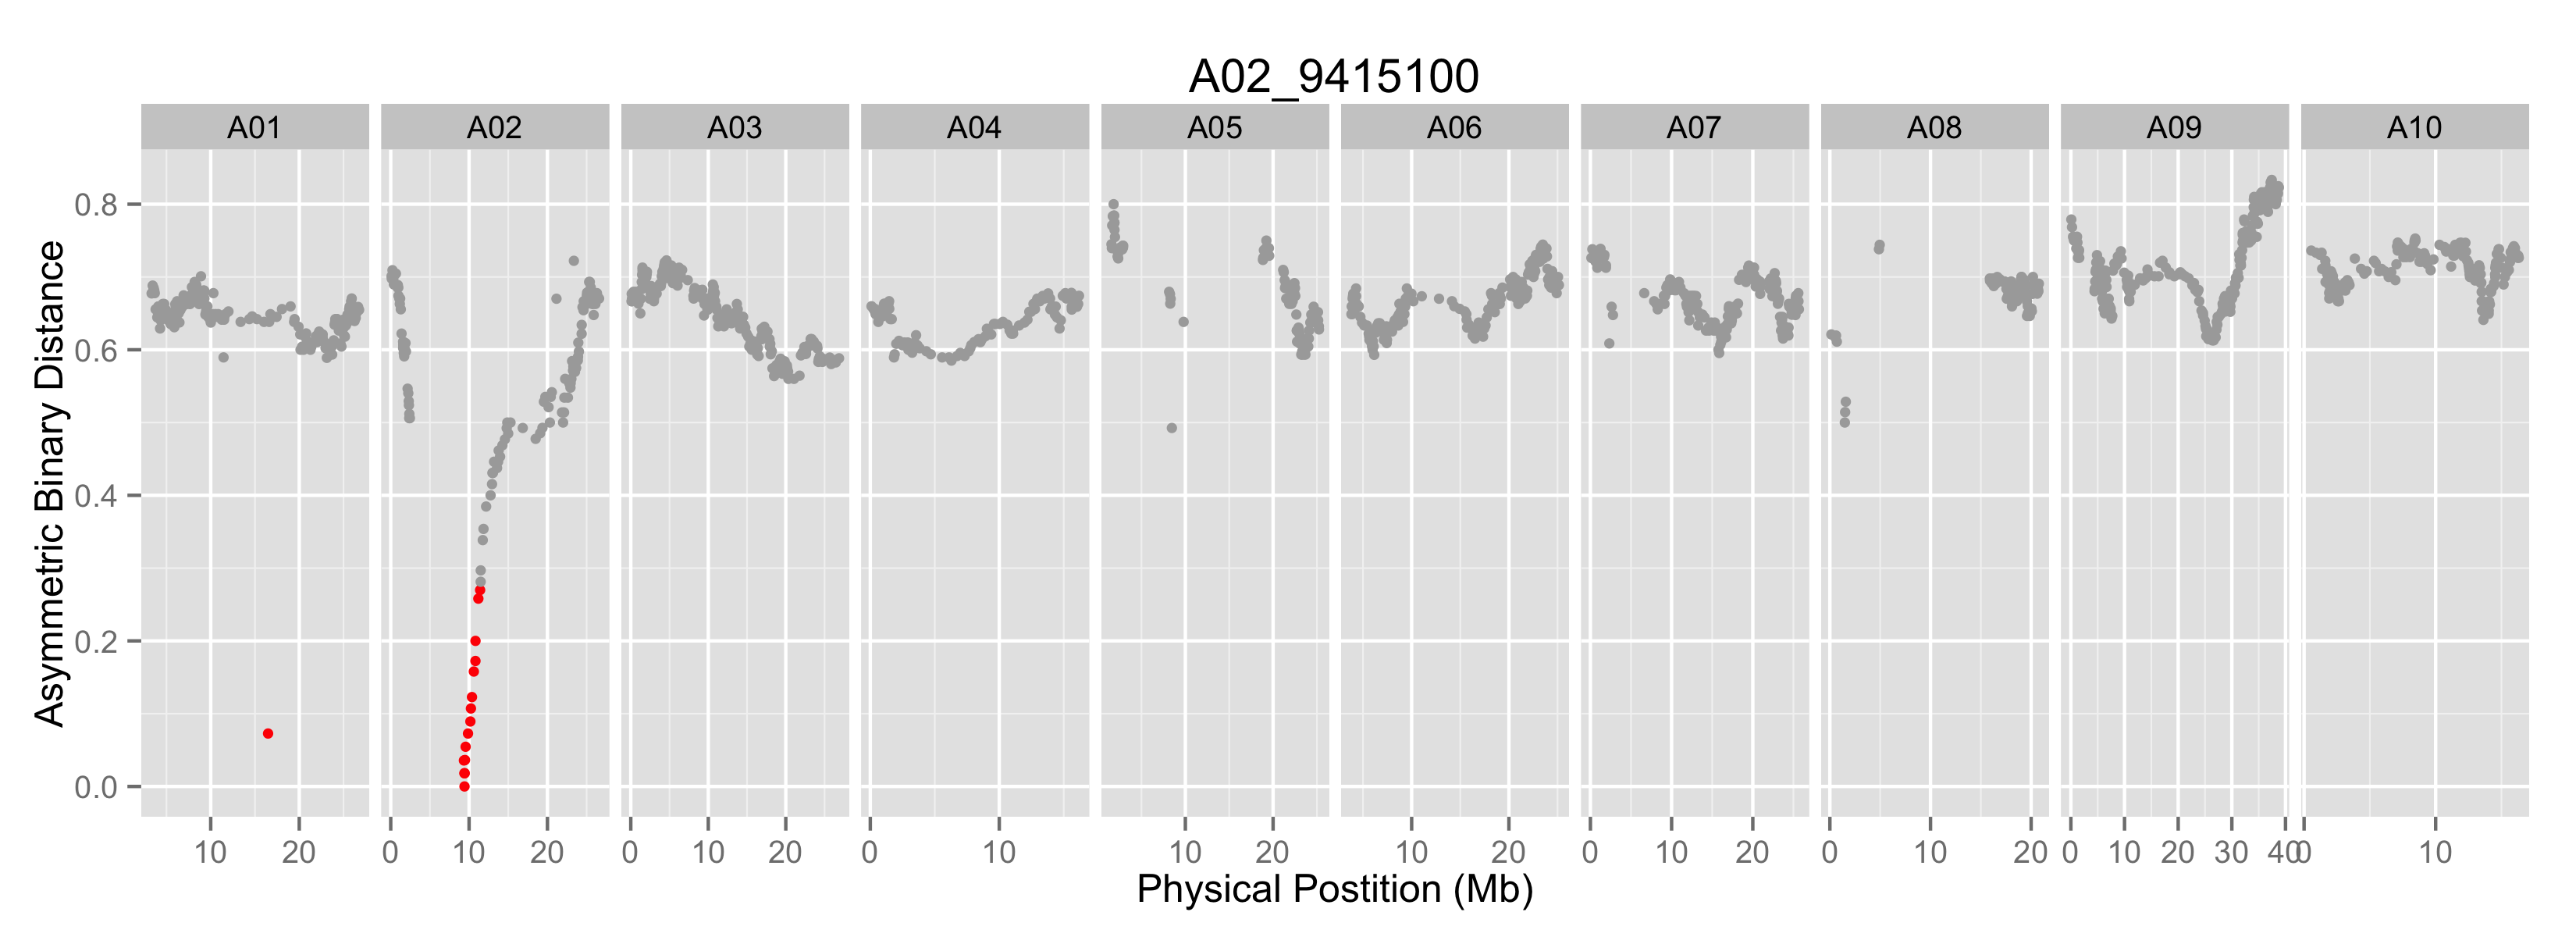 A02_9415100
A01 A02 A03 A04 A05 A06 A07 A08 A09 A10
Asymmetric Binary Distance
0.8
0.6
0.4
0.2
0.0
10 20 0 10 20 0 10 20 0 10 10 20 10 20 0 10 20 0 10 20 0 10 20 30 40 0 10
Physical Postition (Mb)